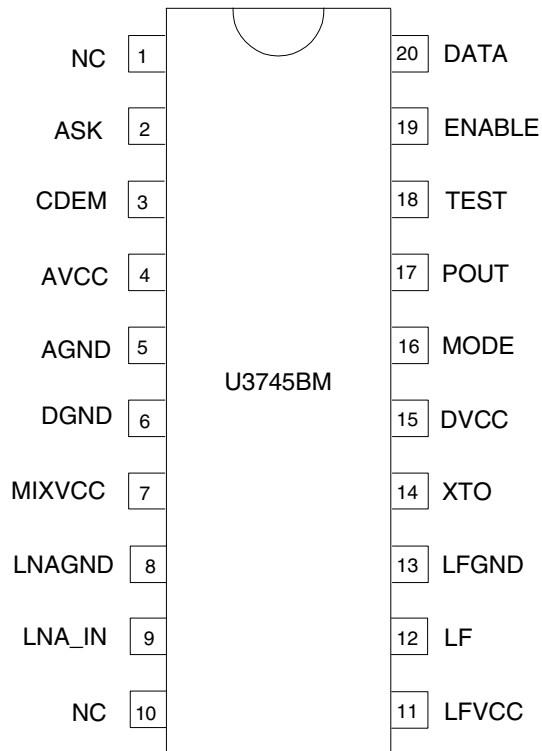 NC 1 20 DATA
ASK 2 19 ENABLE
CDEM 3 18 TEST
AVCC 4 17 POUT
AGND 5 16 MODE
U3745BM
DGND 6 15 DVCC
MIXVCC 7 14 XTO
LNAGND 8 13 LFGND
LNA_IN 9 12 LF
NC 10 11 LFVCC